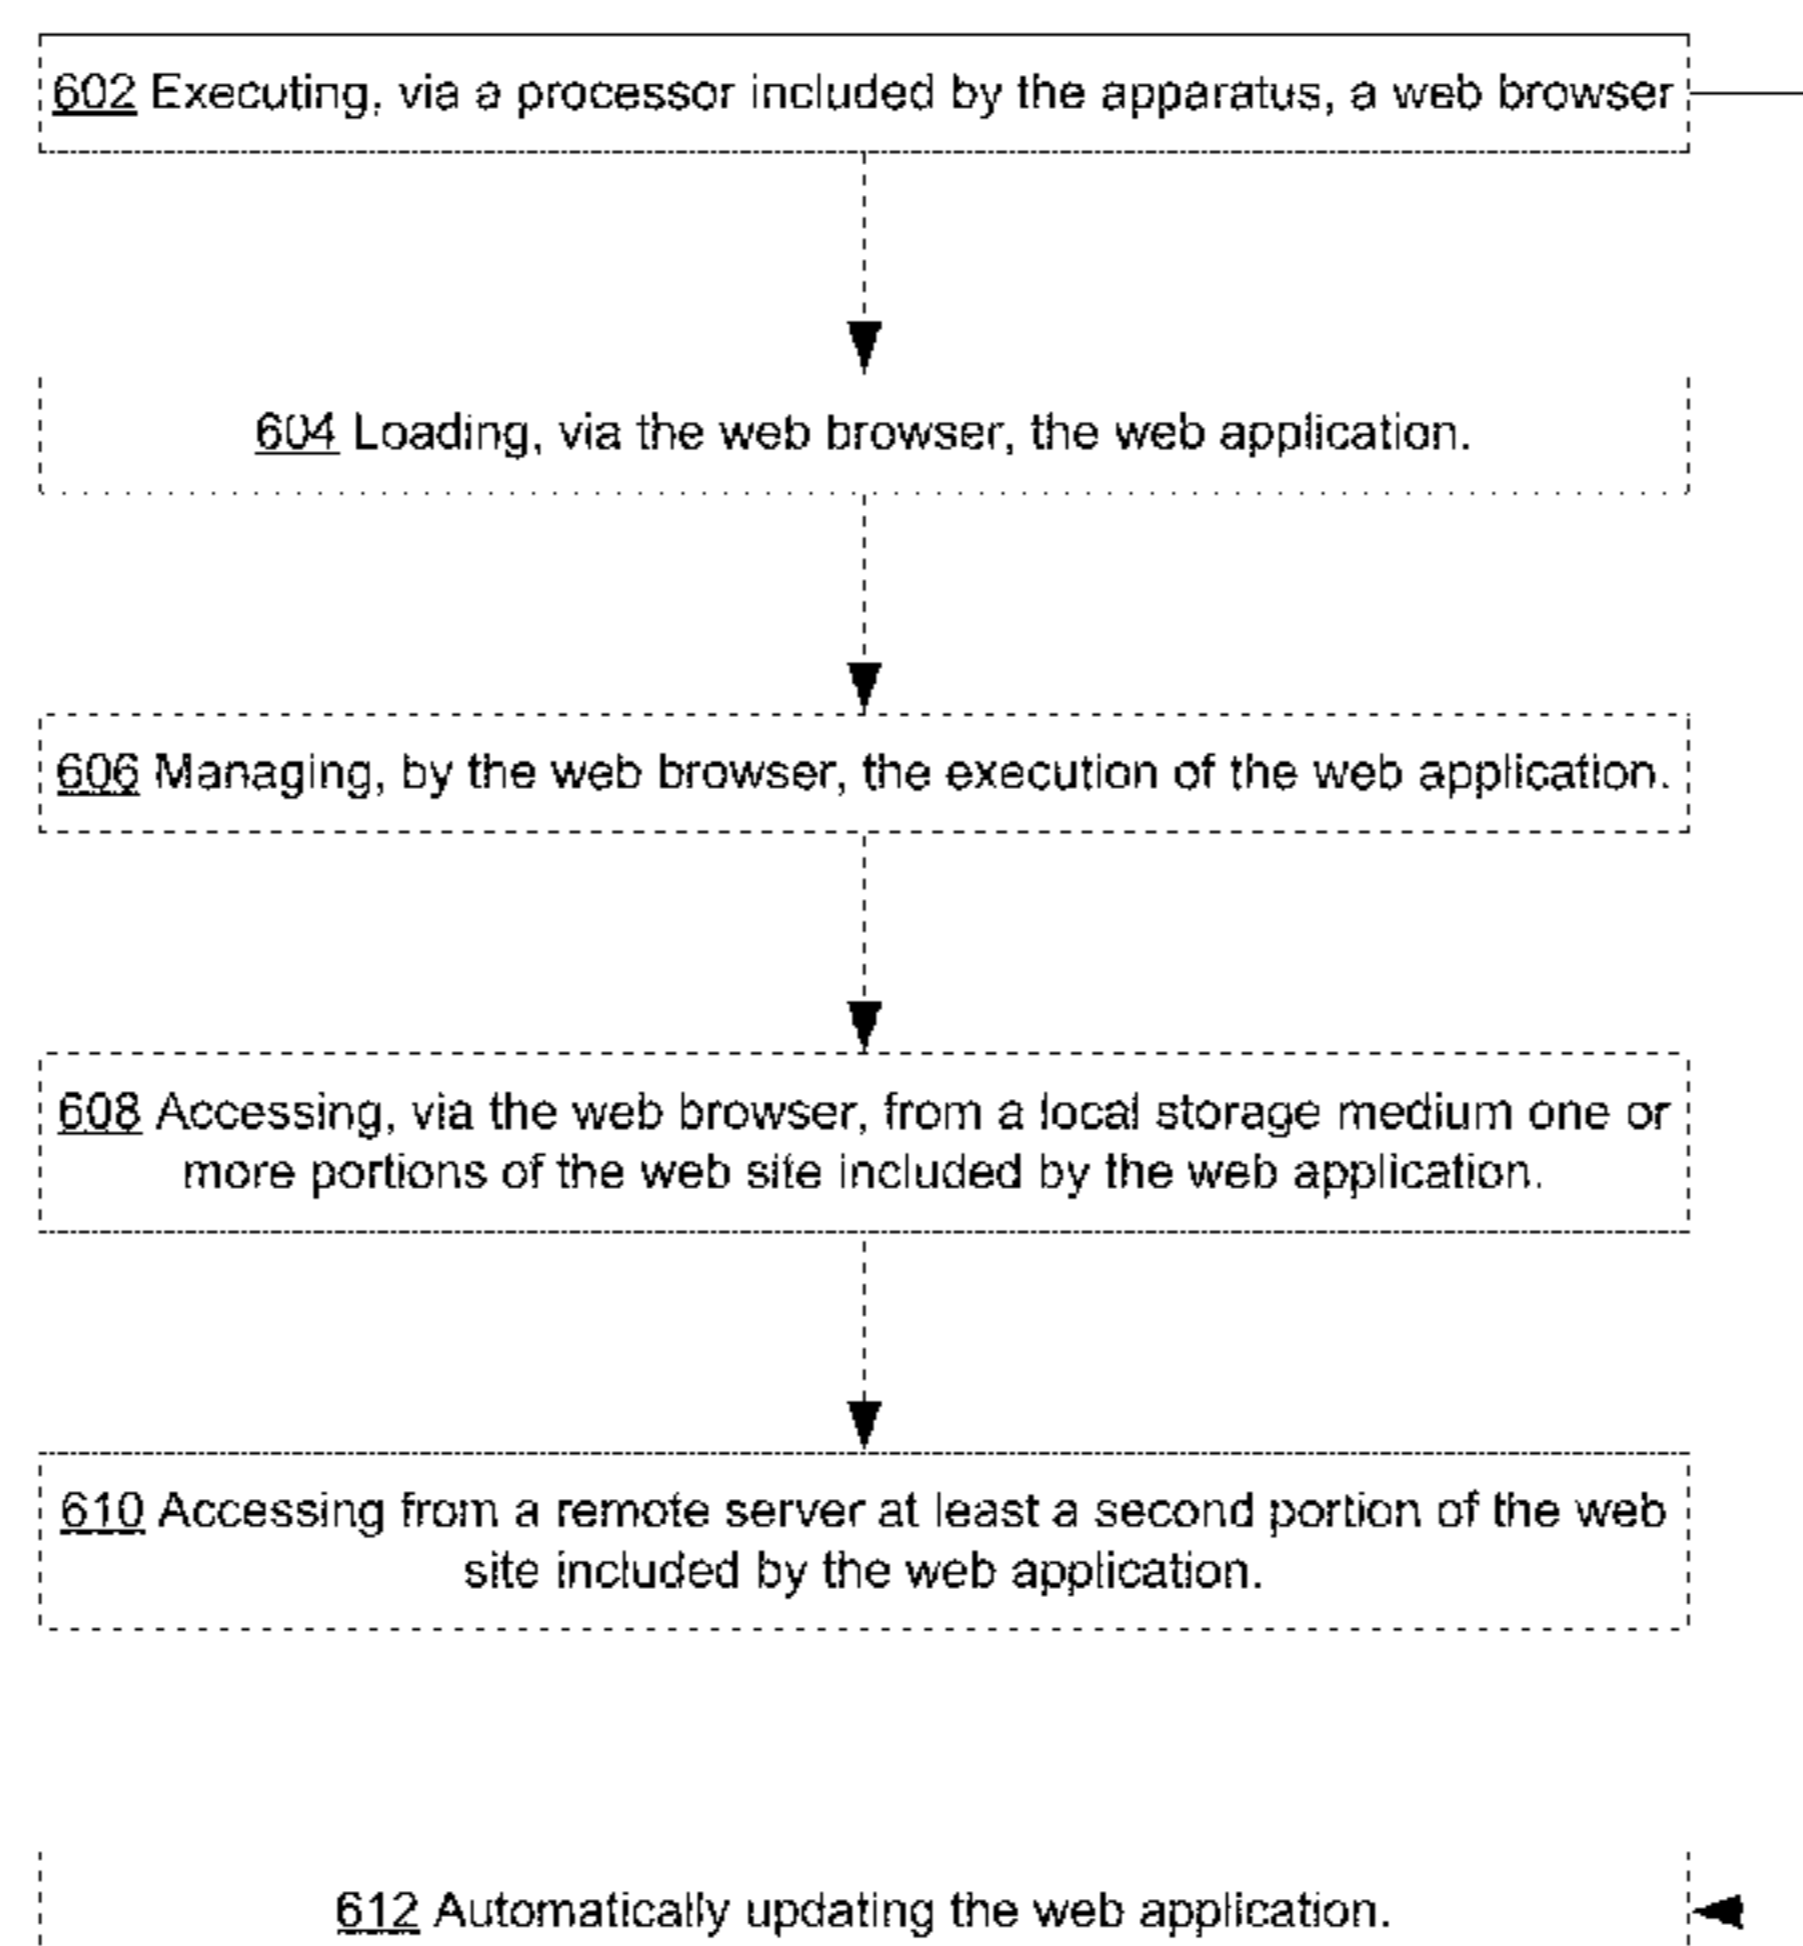 602 Executing, via a processor included by the apparatus, a web browser
604 Loading, via the web browser, the web application.
606 Managing, by the web browser, the execution of the web application.
608 Accessing, via the web browser, from a local storage medium one or
more portions of the web site included by the web application.
610 Accessing from a remote server at least a second portion of the web
site included by the web application.
612 Automatically updating the web application.